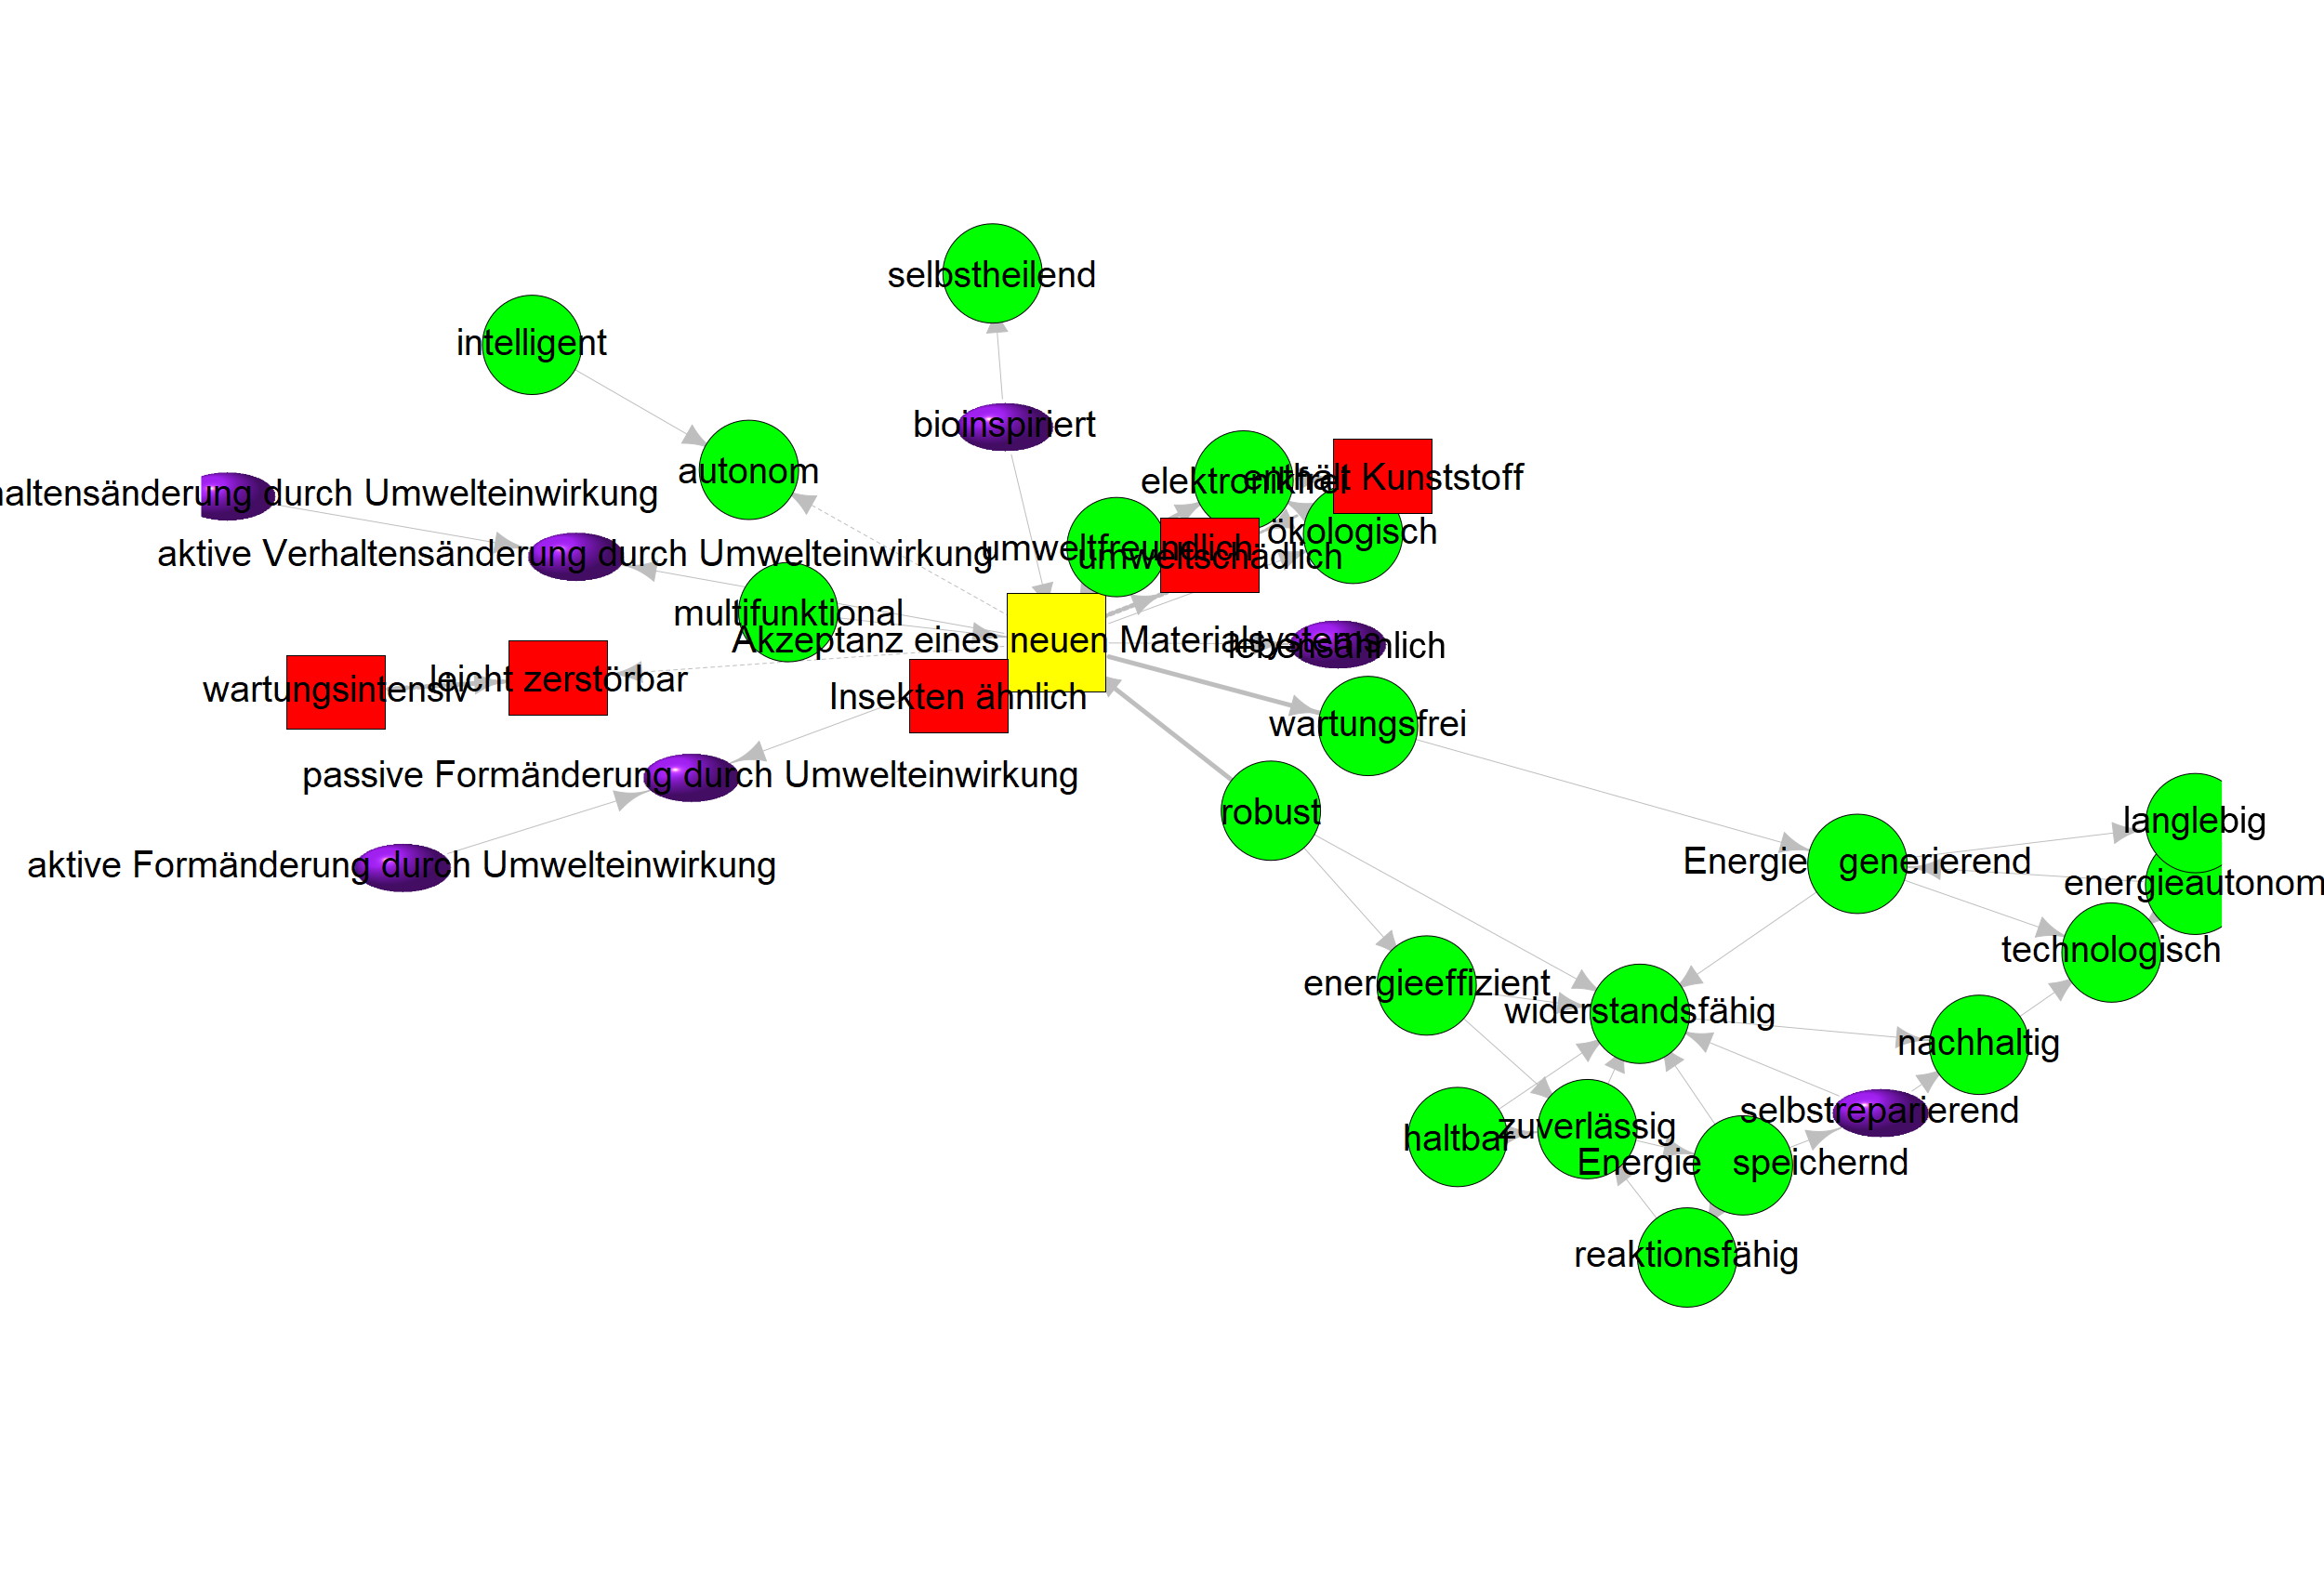 selbstheilend
intelligent
bioinspiriert
autonom
elektronikfrei
enthält Kunststoff
haltensänderung durch Umwelteinwirkung
ökologisch
aktive Verhaltensänderung durch Umwelteinwirkung
umweltfreundlich
umweltschädlich
multifunktional
Akzeptanz eines neuen Materialsystems
lebensähnlich
wartungsintensiv
leicht zerstörbar
Insekten ähnlich
wartungsfrei
passive Formänderung durch Umwelteinwirkung
robust
langlebig
aktive Formänderung durch Umwelteinwirkung
Energie generierend
energieautonom
technologisch
energieeffizient
widerstandsfähig
nachhaltig
selbstreparierend
haltbar
zuverlässig
Energie speichernd
reaktionsfähig